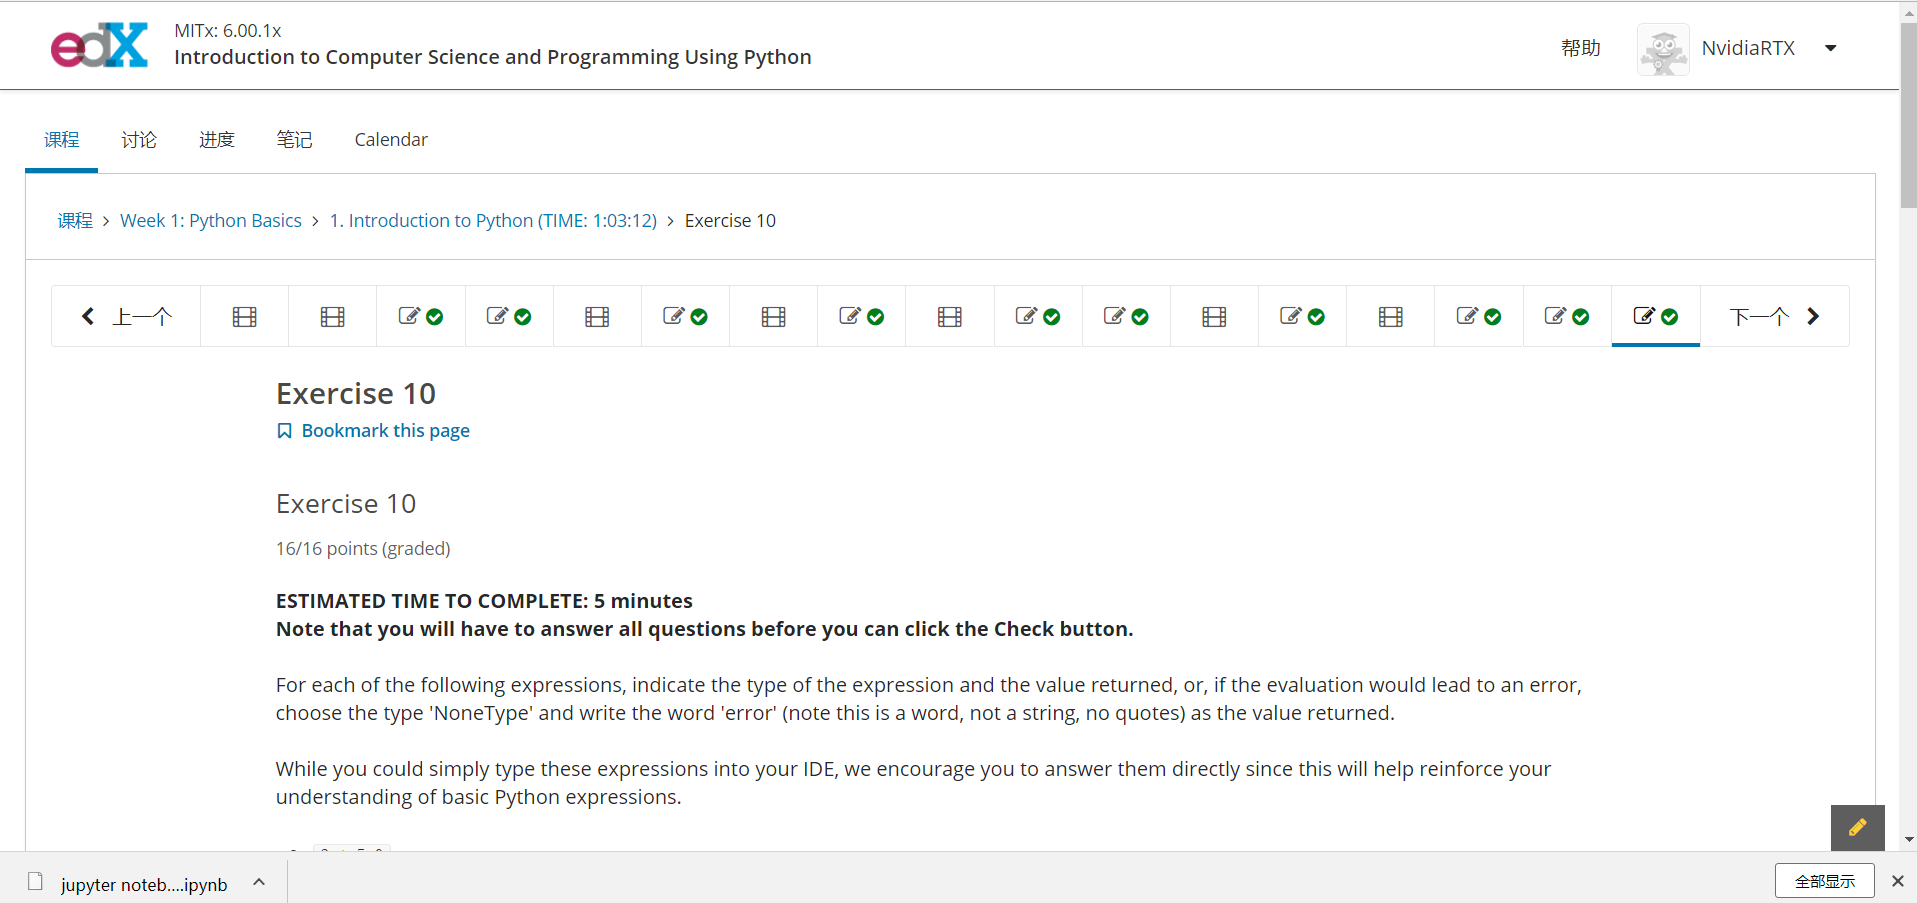 edX
MITx: 6.00.1x
Introduction to Computer Science and Programming Using Python
帮助
NvidiaRTX
课程 讨论 进度 笔记 Calendar
课程 > Week 1: Python Basics > 1. Introduction to Python (TIME: 1:03:12) > Exercise 10
上一个
下一个
Exercise 10
Bookmark this page
Exercise 10
16/16 points (graded)
ESTIMATED TIME TO COMPLETE: 5 minutes
Note that you will have to answer all questions before you can click the Check button.
For each of the following expressions, indicate the type of the expression and the value returned, or, if the evaluation would lead to an error,
choose the type 'NoneType' and write the word 'error' (note this is a word, not a string, no quotes) as the value returned.
While you could simply type these expressions into your IDE, we encourage you to answer them directly since this will help reinforce your
understanding of basic Python expressions.
jupyter noteb....ipynb
全部显示